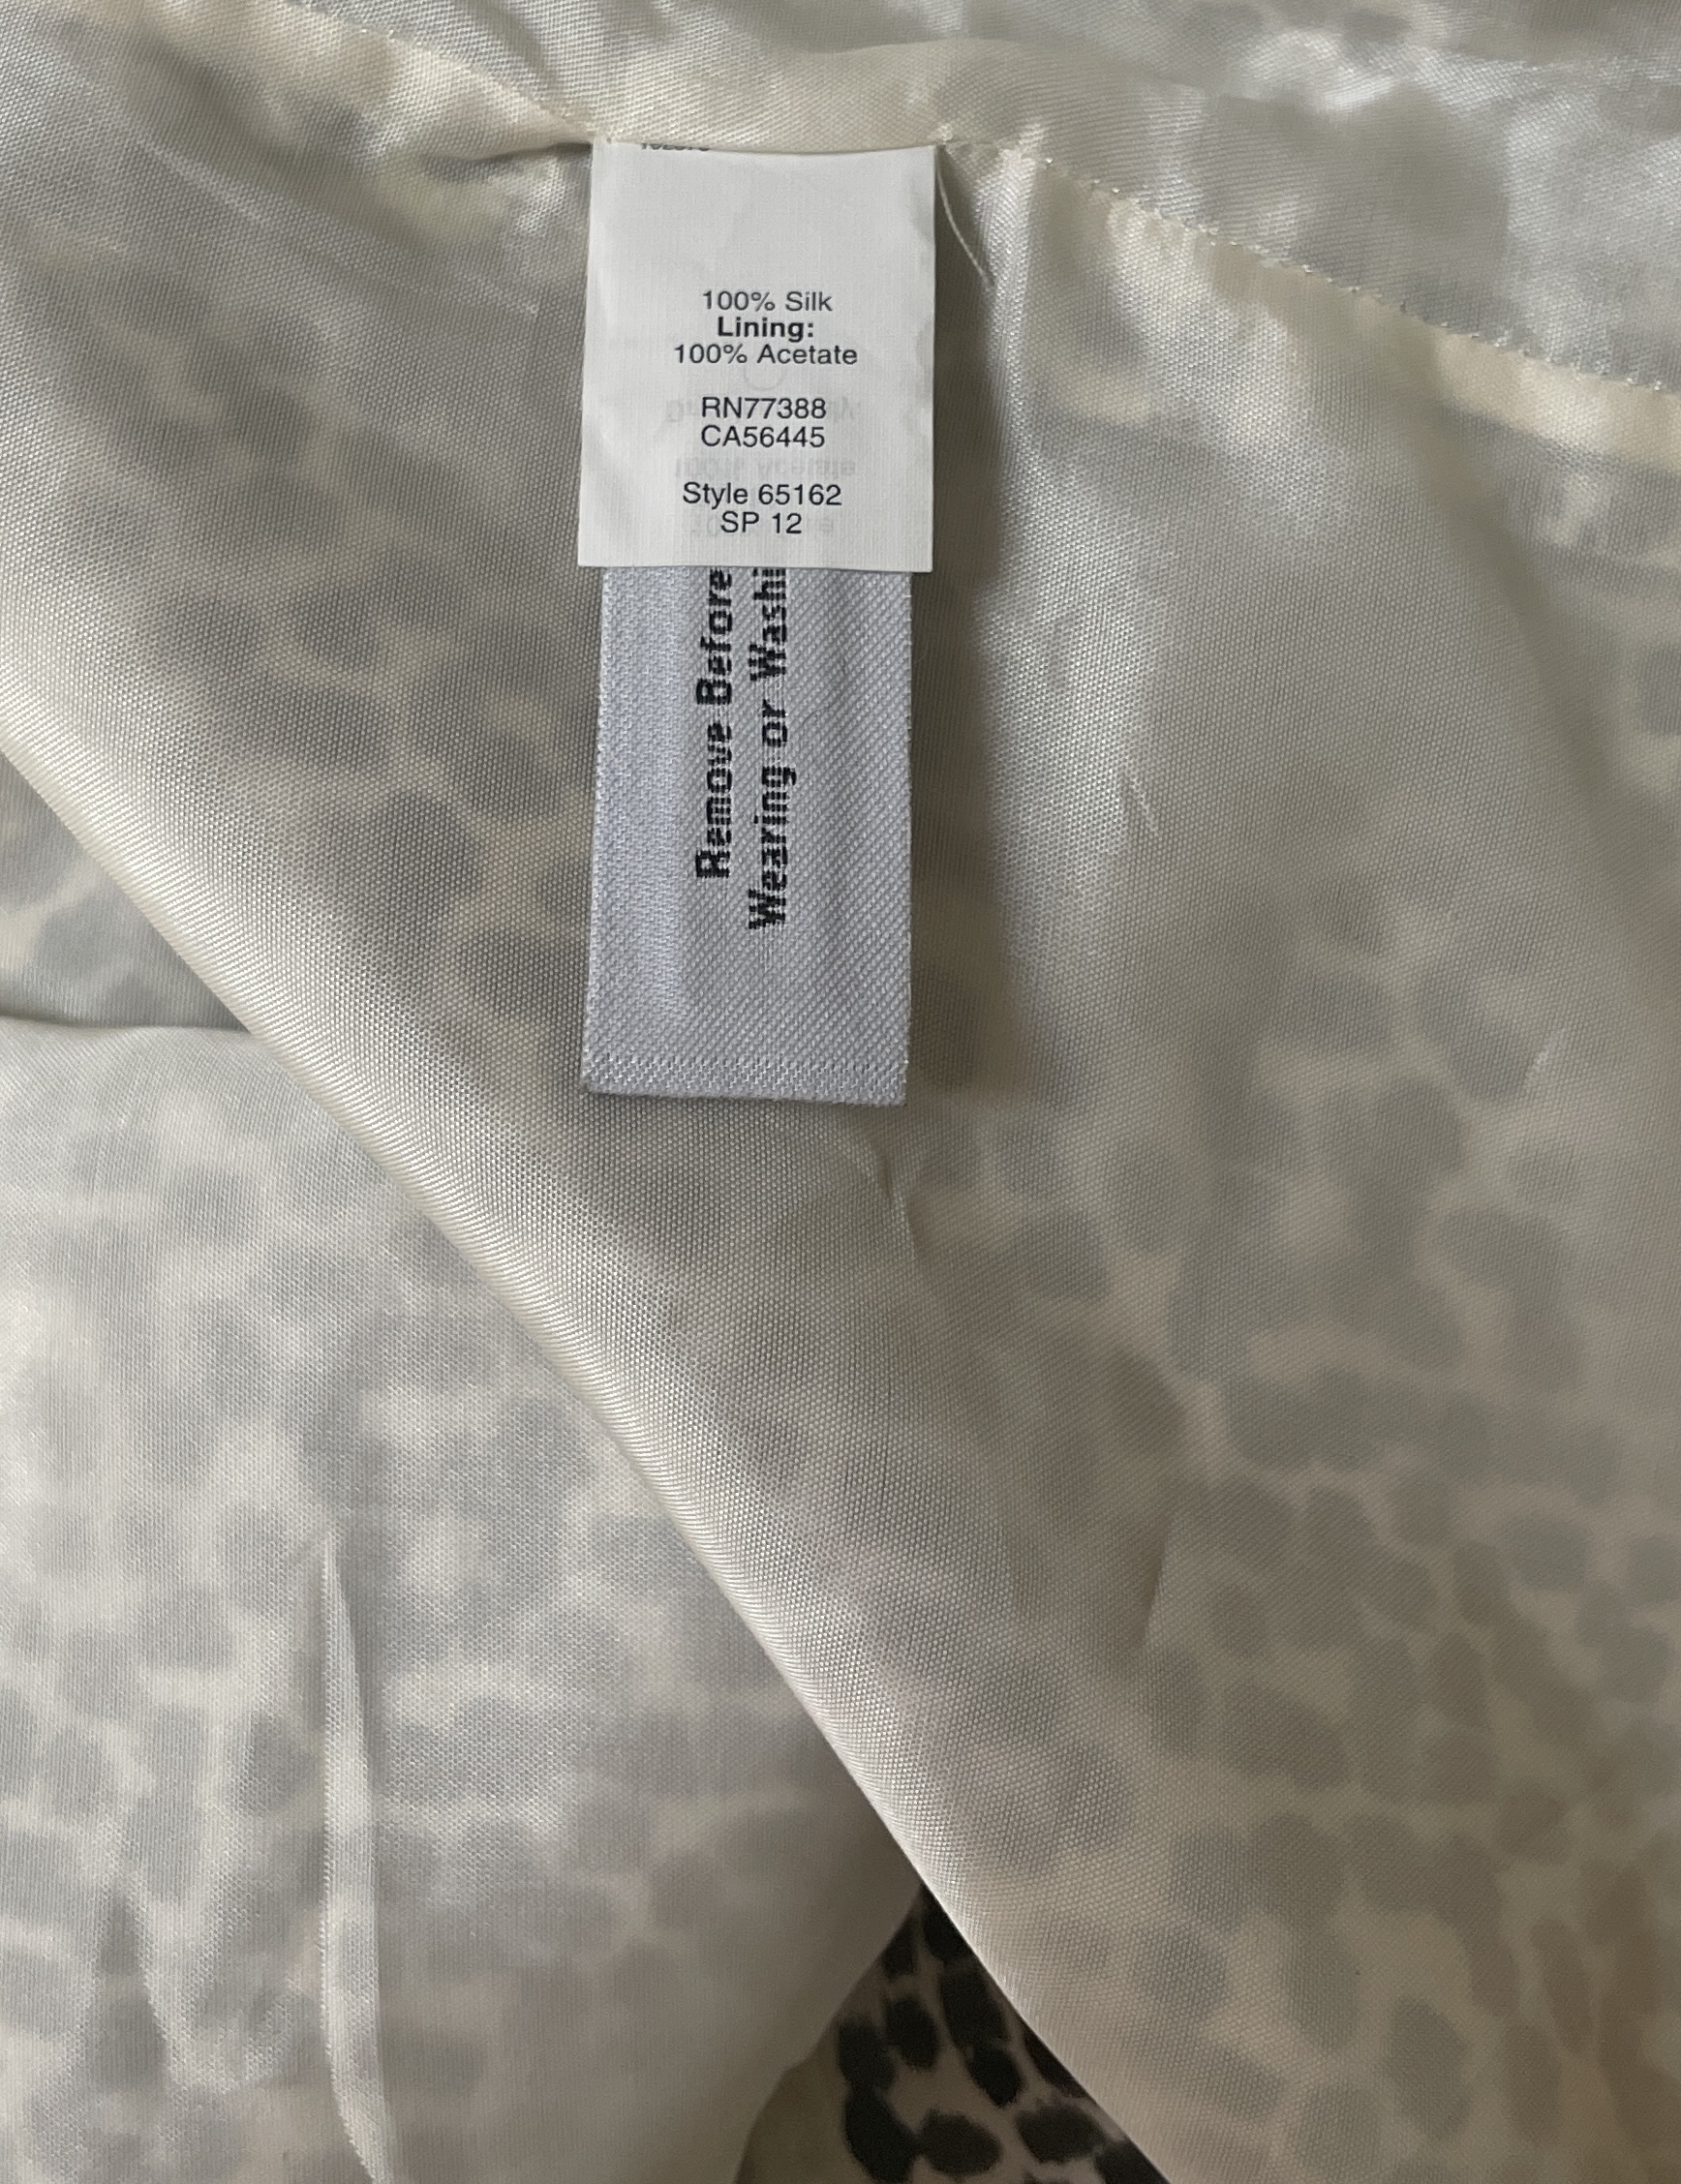 100% Silk
Lining:
100% Acetate
RN77388
CA56445
Style 65162
SP 12
Remove Before
Wearing or Washi